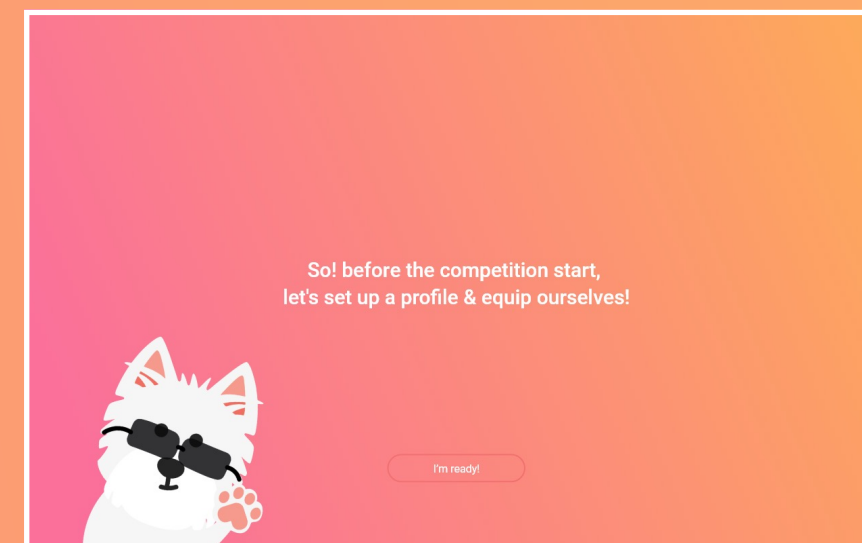 So! before the competition start,
let's set up a profile & equip ourselves!
I'm ready!